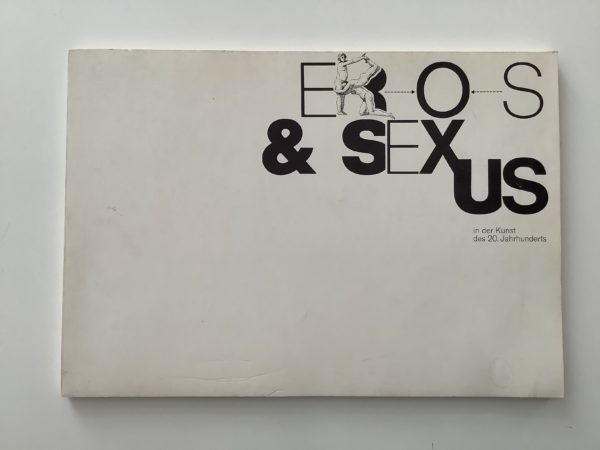 EROS
& SEXUS
in der Kunst
des 20. Jahrhunderts